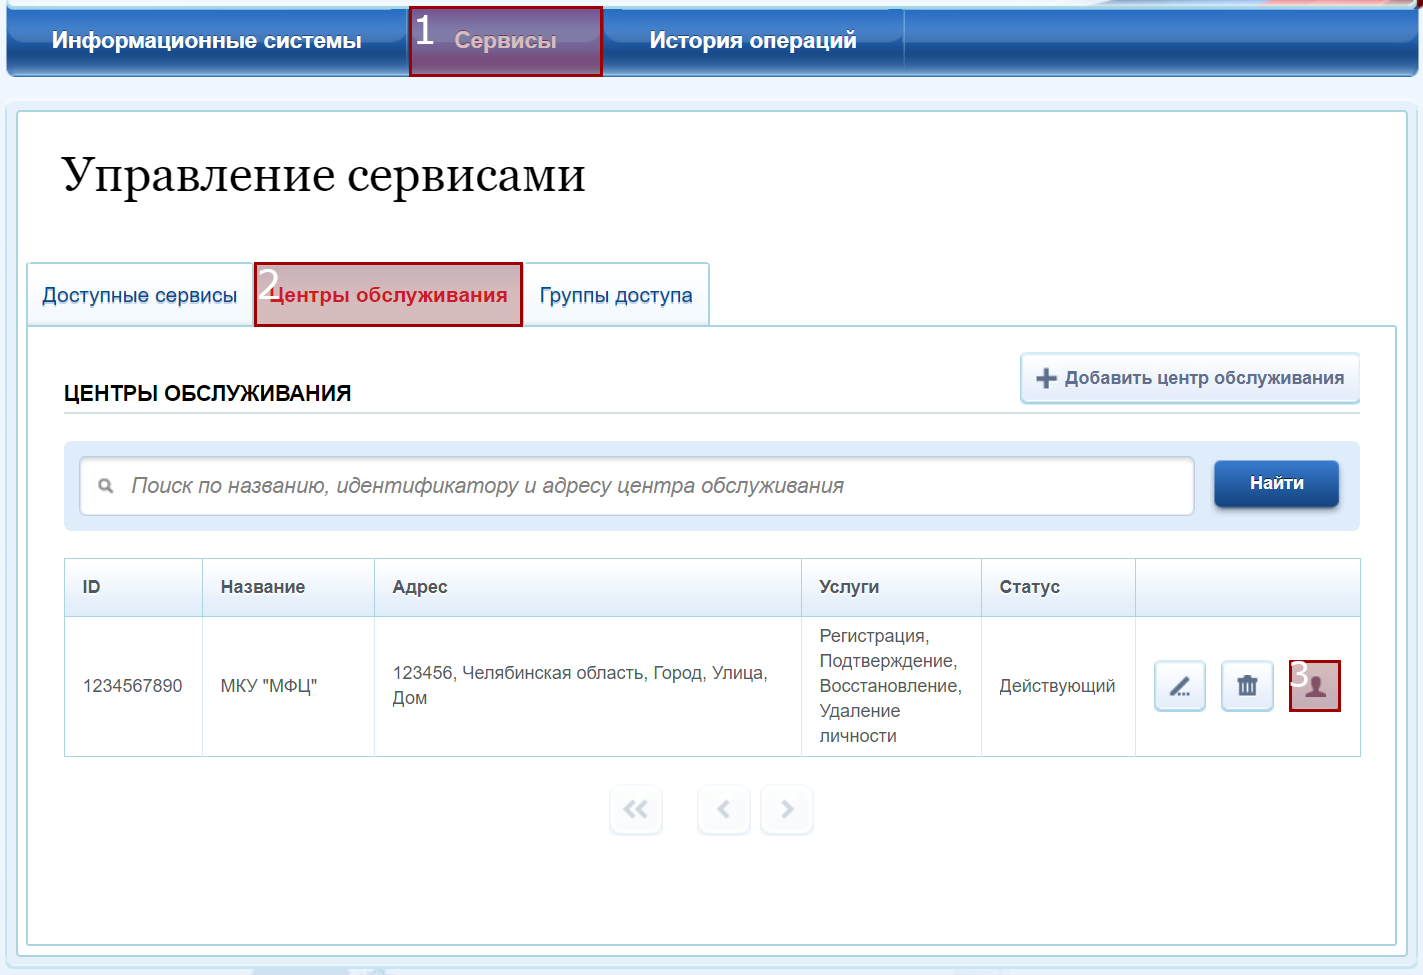 Информационные системы
1 Сервисы
История операций
Управление сервисами
Доступные сервисы
2 Центры обслуживания
Группы доступа
Добавить центр обслуживания
ЦЕНТРЫ ОБСЛУЖИВАНИЯ
Поиск по названию, идентификатору и адресу центра обслуживания
Найти
ID
Название
Адрес
Услуги
Статус
1234567890
МКУ "МФЦ"
123456, Челябинская область, Город, Улица,
Дом
Регистрация,
Подтверждение,
Восстановление,
Удаление
личности
Действующий
3